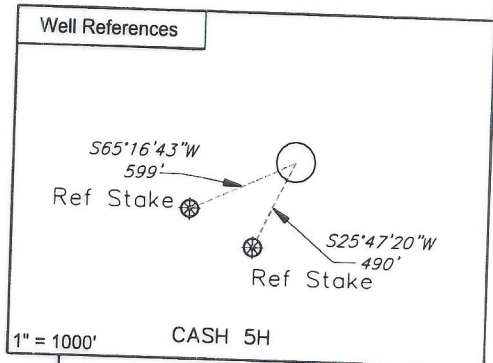 Well References
S65°16'43"W
599'
Ref Stake
S25°47'20"W
490'
Ref Stake
1" = 1000'
CASH 5H